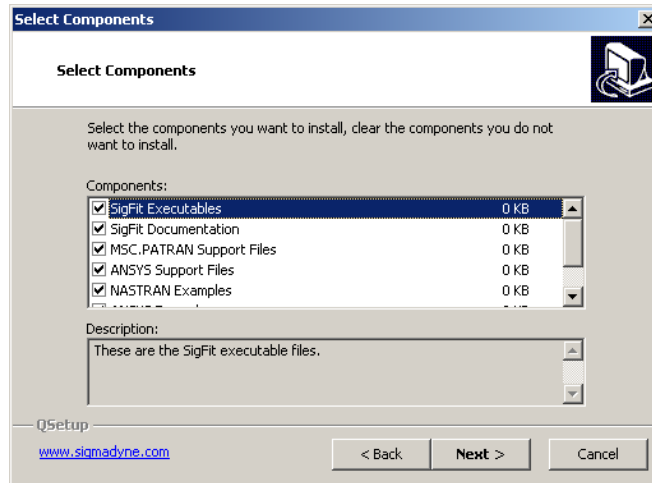 Select Components
Select Components
Select the components you want to install, clear the components you do not
want to install.
Components:
SigFit Executables 0 KB
SigFit Documentation 0 KB
MSC.PATRAN Support Files 0 KB
ANSYS Support Files 0 KB
NASTRAN Examples 0 KB
Description:
These are the SigFit executable files.
QSetup
www.sigmadyne.com
< Back
Next >
Cancel